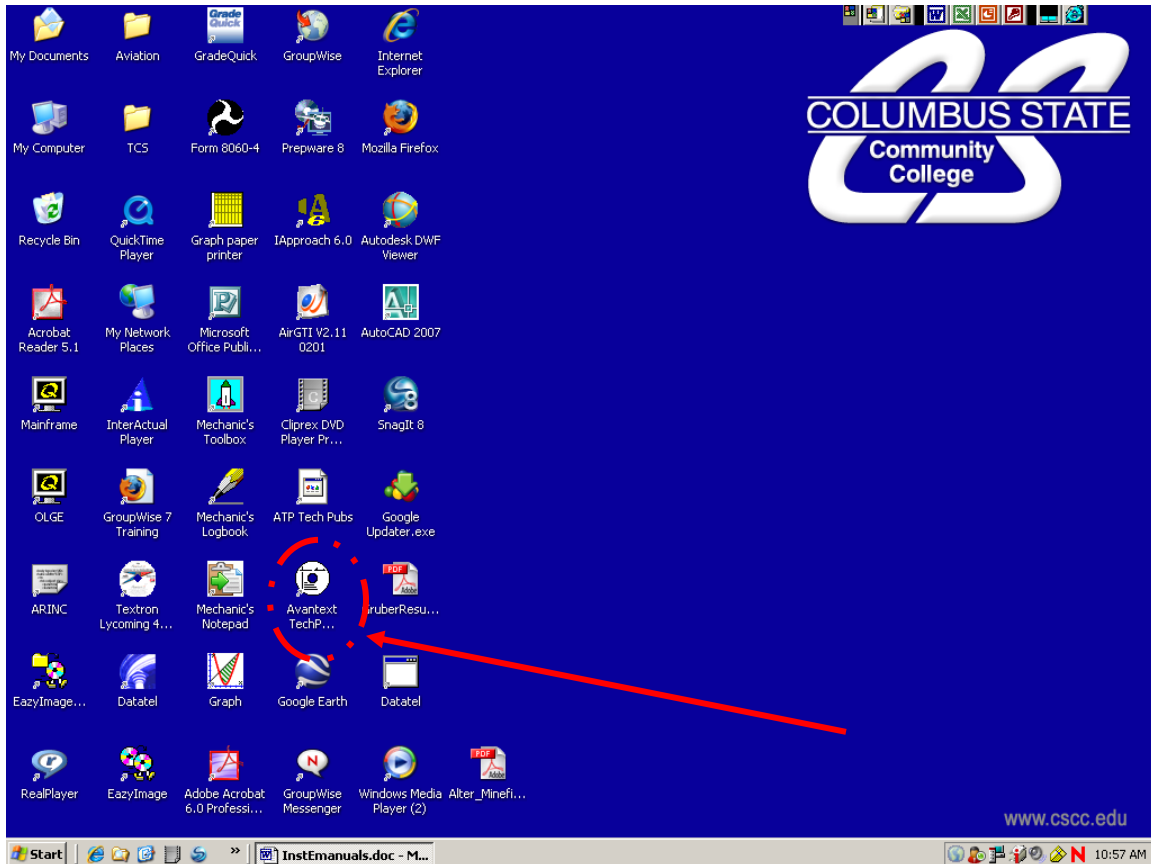 My Documents
Aviation
GradeQuick
GroupWise
Internet
Explorer
COLUMBUS STATE
Community
College
My Computer
TCS
Form 8060-4
Prepware 8
Mozilla Firefox
Recycle Bin
QuickTime
Player
Graph paper
printer
IApproach 6.0
Autodesk DWF
Viewer
Acrobat
Reader 5.1
My Network
Places
Microsoft
Office Publi...
AirGTI V2.11
0201
AutoCAD 2007
Mainframe
InterActual
Player
Mechanic's
Toolbox
Cliprex DVD
Player Pr...
SnagIt 8
OLGE
GroupWise 7
Training
Mechanic's
Logbook
ATP Tech Pubs
Google
Updater.exe
ARINC
Textron
Lycoming 4...
Mechanic's
Notepad
Avantext
TechP...
GruberResu...
EazyImage...
Datatel
Graph
Google Earth
Datatel
RealPlayer
EazyImage
Adobe Acrobat
6.0 Professi...
GroupWise
Messenger
Windows Media
Player (2)
Alter_Minefi...
www.cscc.edu
Start
InstEmanuals.doc - M...
10:57 AM